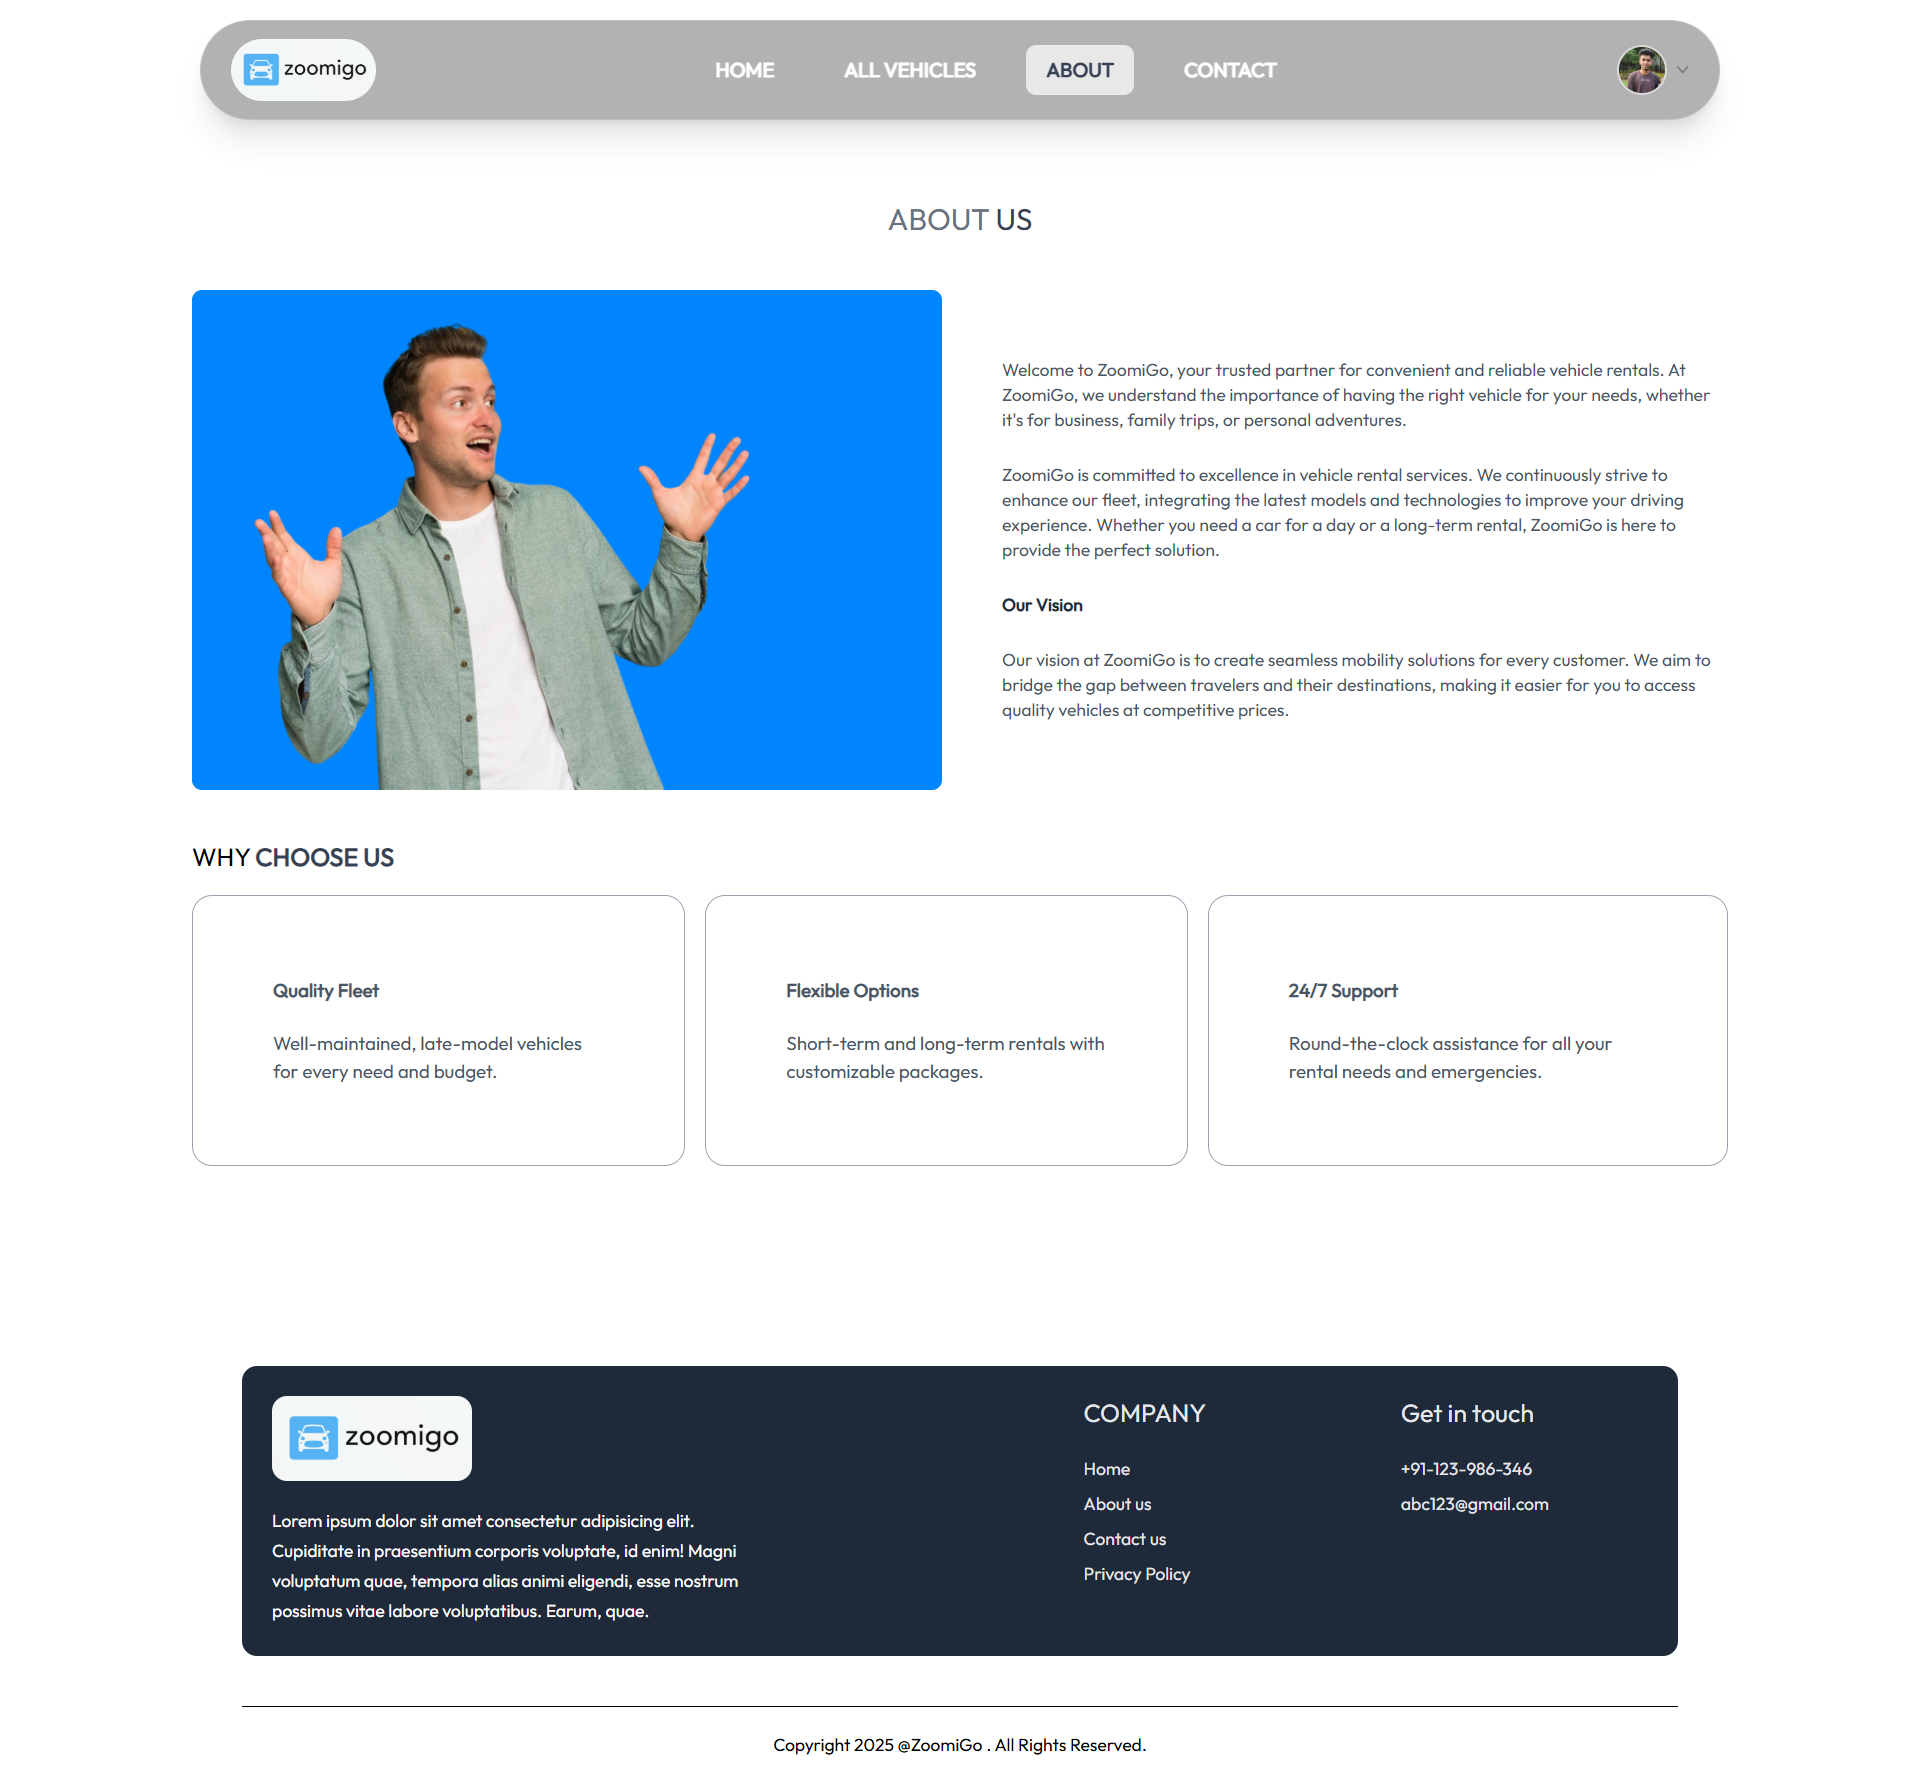 zoomigo
HOME
ALL VEHICLES
ABOUT
CONTACT
ABOUT US
Welcome to ZoomiGo, your trusted partner for convenient and reliable vehicle rentals. At
ZoomiGo, we understand the importance of having the right vehicle for your needs, whether
it's for business, family trips, or personal adventures.
ZoomiGo is committed to excellence in vehicle rental services. We continuously strive to
enhance our fleet, integrating the latest models and technologies to improve your driving
experience. Whether you need a car for a day or a long-term rental, ZoomiGo is here to
provide the perfect solution.
Our Vision
Our vision at ZoomiGo is to create seamless mobility solutions for every customer. We aim to
bridge the gap between travelers and their destinations, making it easier for you to access
quality vehicles at competitive prices.
WHY CHOOSE US
Quality Fleet
Well-maintained, late-model vehicles
for every need and budget.
Flexible Options
Short-term and long-term rentals with
customizable packages.
24/7 Support
Round-the-clock assistance for all your
rental needs and emergencies.
zoomigo
Lorem ipsum dolor sit amet consectetur adipisicing elit.
Cupiditate in praesentium corporis voluptate, id enim! Magni
voluptatum quae, tempora alias animi eligendi, esse nostrum
possimus vitae labore voluptatibus. Earum, quae.
COMPANY
Home
About us
Contact us
Privacy Policy
Get in touch
+91-123-986-346
abc123@gmail.com
Copyright 2025 @ZoomiGo . All Rights Reserved.